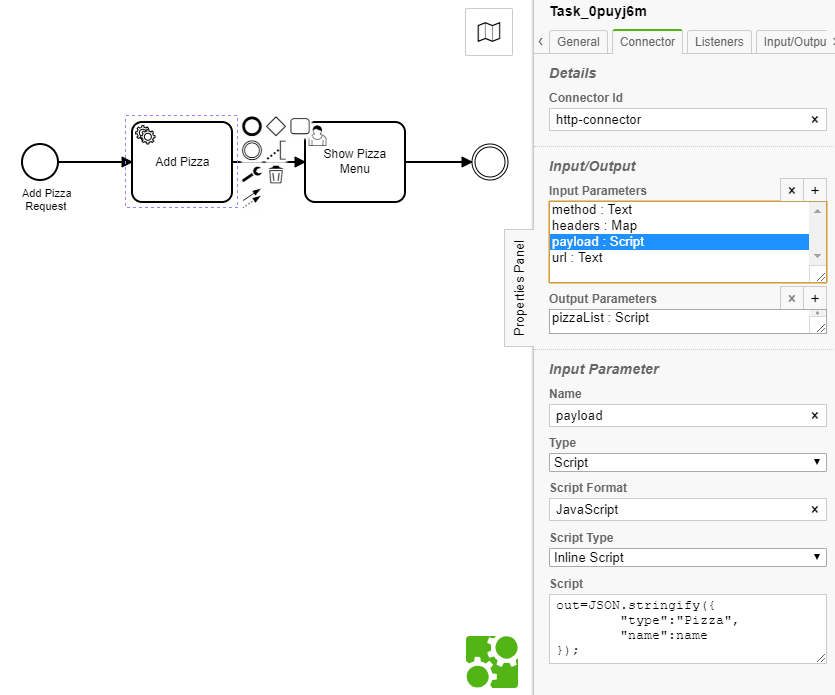 Add Pizza
Request
Add Pizza
Show Pizza
Menu
Properties Panel
Task_0puyj6m
General
Connector
Listeners
Input/Outpu
Details
Connector Id
http-connector
Input/Output
Input Parameters
method : Text
headers : Map
payload : Script
url : Text
Output Parameters
pizzaList : Script
Input Parameter
Name
payload
Type
Script
Script Format
JavaScript
Script Type
Inline Script
Script
out=JSON.stringify({
"type":"Pizza",
"name":name
});